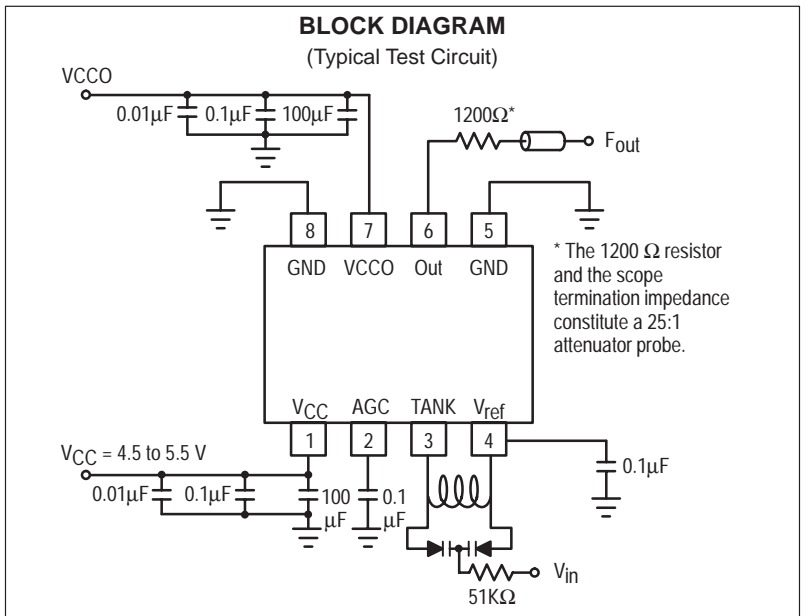 BLOCK DIAGRAM
(Typical Test Circuit)
VCCO
0.01µF
0.1µF
100µF
1200Ω*
Fout
8
7
6
5
GND
VCCO
Out
GND
* The 1200 Ω resistor
and the scope
termination impedance
constitute a 25:1
attenuator probe.
VCC
AGC
TANK
Vref
1
2
3
4
VCC = 4.5 to 5.5 V
0.01µF
0.1µF
100
µF
0.1
µF
0.1µF
Vin
51KΩ